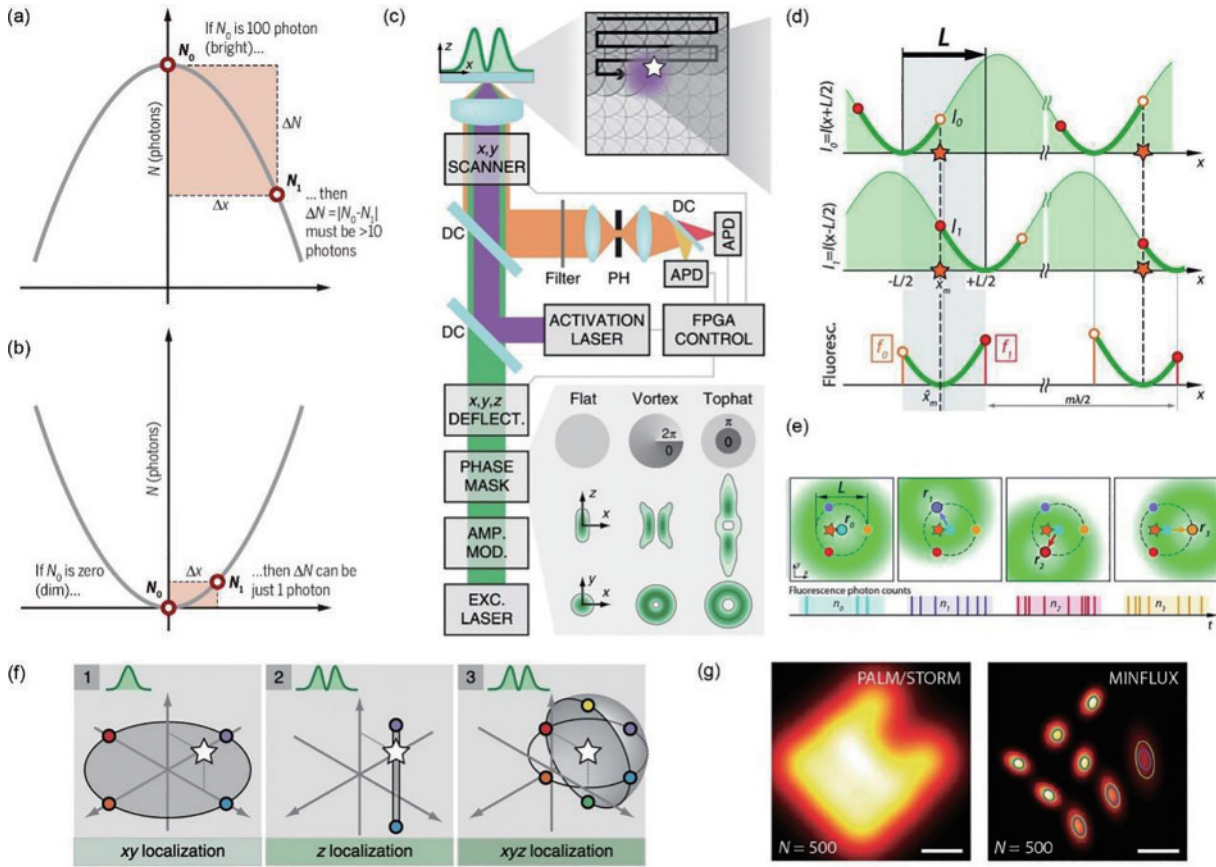 (a)
If N₀ is 100 photon
(bright)...
N₀
N (photons)
ΔN
N₁
Δx
... then
ΔN = |N₀-N₁|
must be >10
photons
(b)
N (photons)
If N₀ is zero
(dim)...
Δx
N₀
N₁
...then ΔN can be
just 1 photon
(c)
z
x
x,y
SCANNER
DC
DC
APD
APD
Filter
PH
DC
ACTIVATION
LASER
FPGA
CONTROL
x,y,z
DEFLECT.
PHASE
MASK
AMP.
MOD.
EXC.
LASER
Flat
Vortex
Tophat
2π
0
π
0
z
x
y
x
(d)
L
I₀=I(x+L/2)
I₀
x
I₁=I(x-L/2)
I₁
-L/2
x_m
+L/2
x
Fluoresc.
f₀
f₁
x̂_m
mλ/2
x
(e)
L
r₀
r₁
r₂
r₃
y
x
Fluorescence photon counts
n₀
n₁
n₂
n₃
t
(f)
1
2
3
xy localization
z localization
xyz localization
(g)
PALM/STORM
N = 500
MINFLUX
N = 500